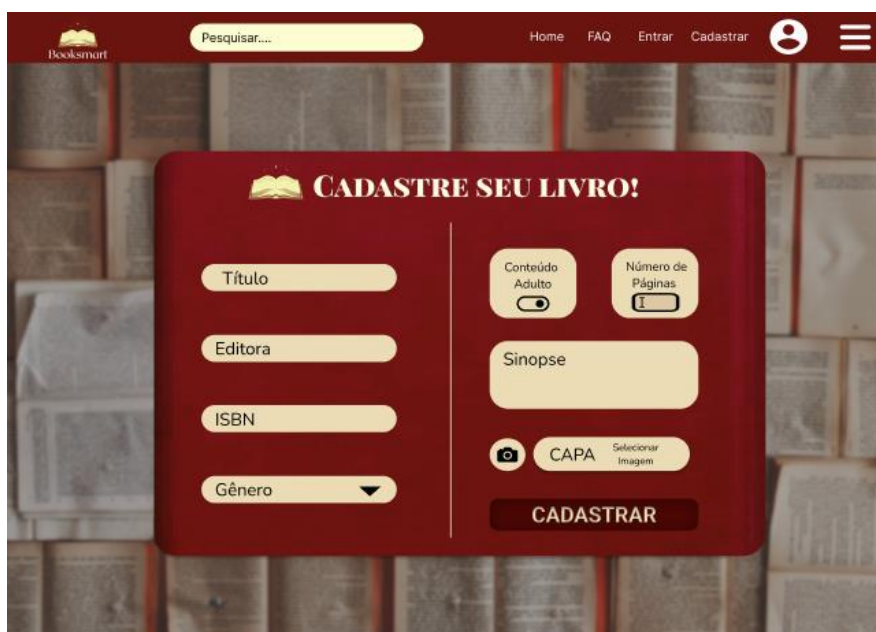 Booksmart
Pesquisar....
Home FAQ Entrar Cadastrar
CADASTRE SEU LIVRO!
Título
Editora
ISBN
Gênero
Conteúdo
Adulto
Número de
Páginas
Sinopse
CAPA
Selecionar
Imagem
CADASTRAR